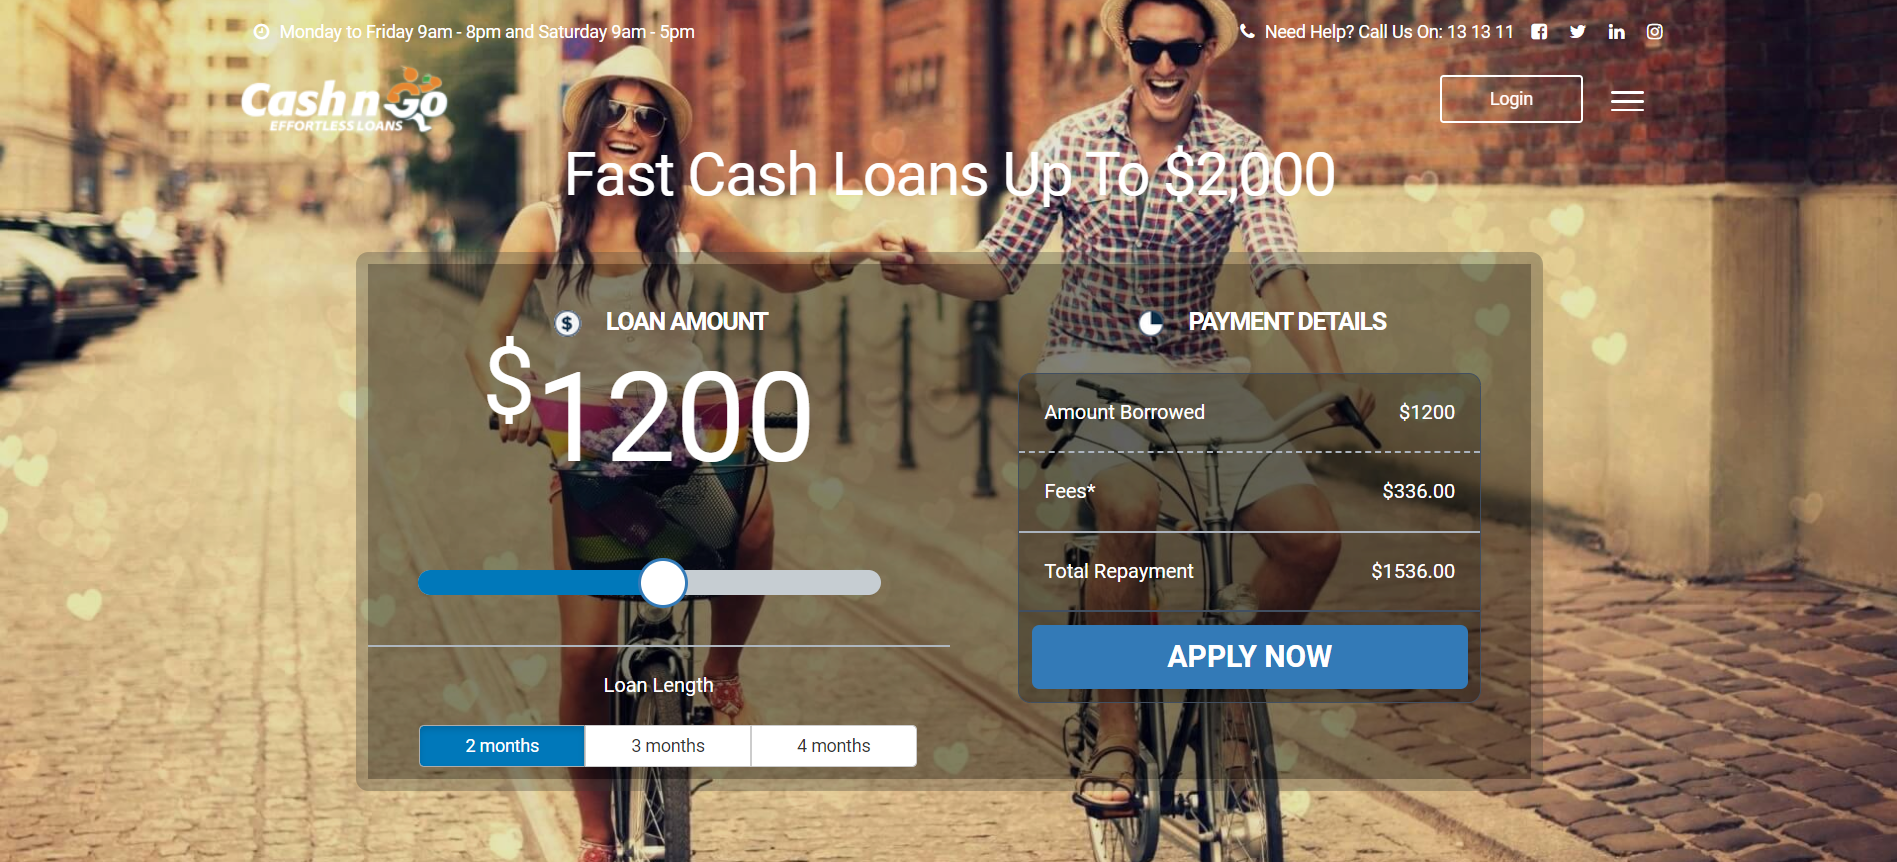 Monday to Friday 9am - 8pm and Saturday 9am - 5pm
Need Help? Call Us On: 13 13 11
Cash n Go
EFFORTLESS LOANS
Login
Fast Cash Loans Up To $2,000
$ LOAN AMOUNT
$1200
Loan Length
2 months 3 months 4 months
PAYMENT DETAILS
Amount Borrowed $1200
Fees* $336.00
Total Repayment $1536.00
APPLY NOW